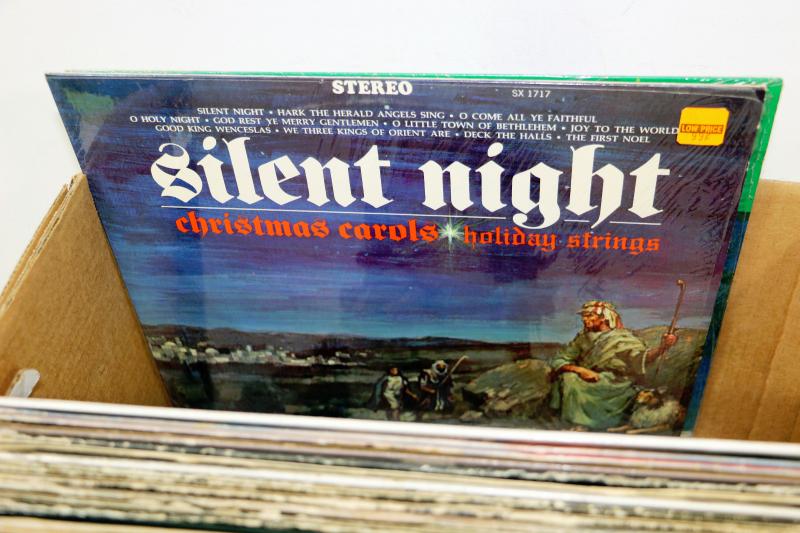 STEREO
SX 1717
SILENT NIGHT • HARK THE HERALD ANGELS SING • O COME ALL YE FAITHFUL
O HOLY NIGHT • GOD REST YE MERRY GENTLEMEN • O LITTLE TOWN OF BETHLEHEM • JOY TO THE WORLD
GOOD KING WENCESLAS • WE THREE KINGS OF ORIENT ARE • DECK THE HALLS • THE FIRST NOEL
LOW PRICE
silent night
christmas carols holiday strings